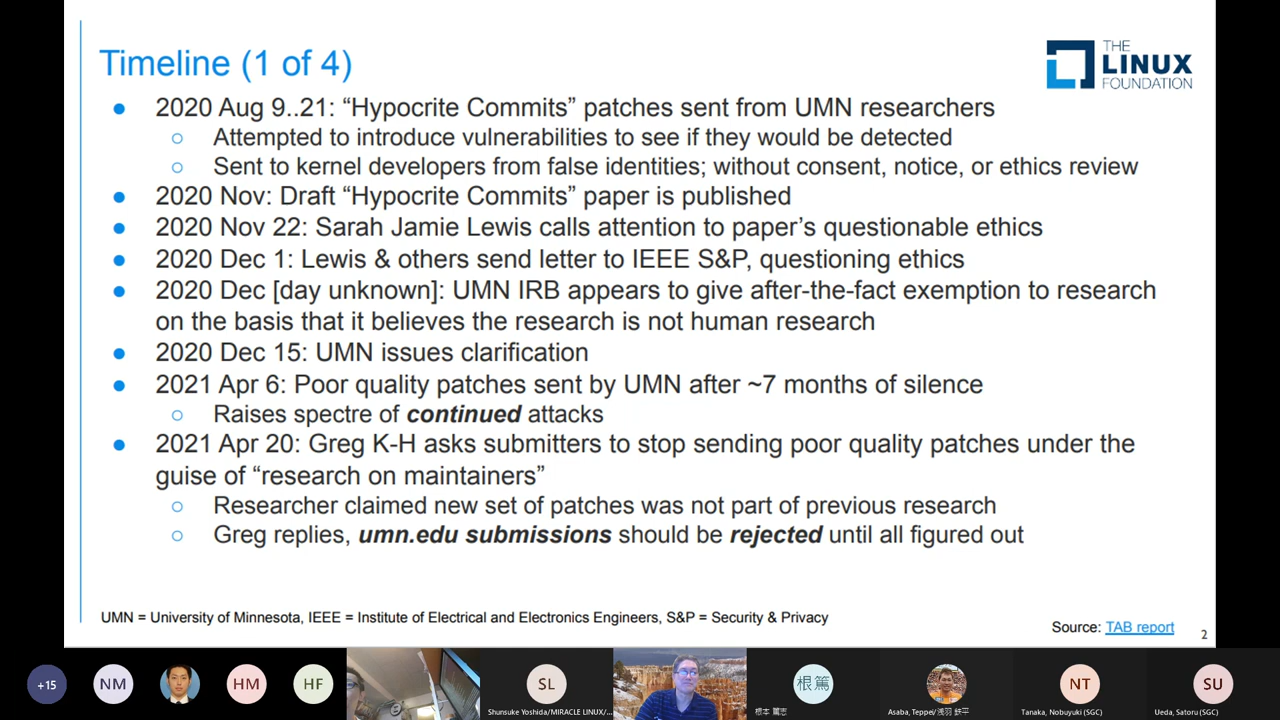 Timeline (1 of 4)
THE
LINUX
FOUNDATION
● 2020 Aug 9..21: “Hypocrite Commits” patches sent from UMN researchers
○ Attempted to introduce vulnerabilities to see if they would be detected
○ Sent to kernel developers from false identities; without consent, notice, or ethics review
● 2020 Nov: Draft “Hypocrite Commits” paper is published
● 2020 Nov 22: Sarah Jamie Lewis calls attention to paper’s questionable ethics
● 2020 Dec 1: Lewis & others send letter to IEEE S&P, questioning ethics
● 2020 Dec [day unknown]: UMN IRB appears to give after-the-fact exemption to research
on the basis that it believes the research is not human research
● 2020 Dec 15: UMN issues clarification
● 2021 Apr 6: Poor quality patches sent by UMN after ~7 months of silence
○ Raises spectre of continued attacks
● 2021 Apr 20: Greg K-H asks submitters to stop sending poor quality patches under the
guise of “research on maintainers”
○ Researcher claimed new set of patches was not part of previous research
○ Greg replies, umn.edu submissions should be rejected until all figured out
UMN = University of Minnesota, IEEE = Institute of Electrical and Electronics Engineers, S&P = Security & Privacy
Source: TAB report
2
+15
NM
HM
HF
SL
根篤
NT
SU
Shunsuke Yoshida/MIRACLE LINUX/...
根本 篤志
Asaba, Teppei/浅羽 鉄平
Tanaka, Nobuyuki (SGC)
Ueda, Satoru (SGC)